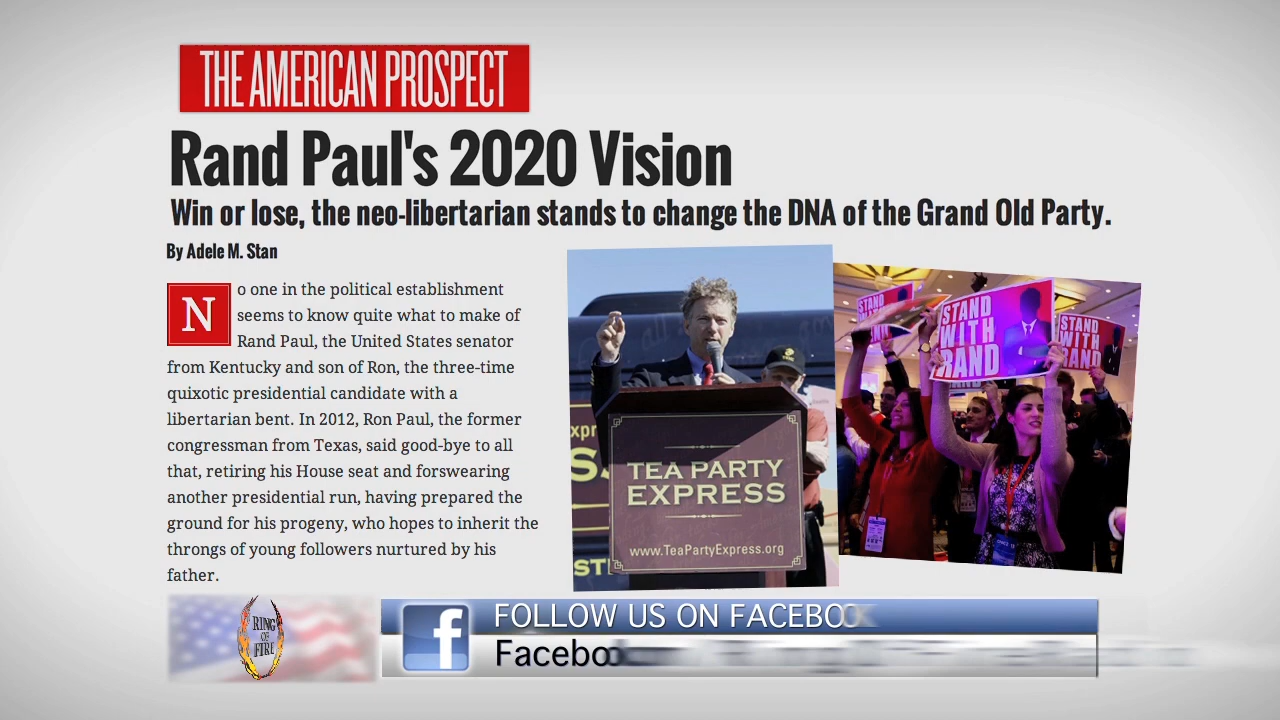 THE AMERICAN PROSPECT
Rand Paul's 2020 Vision
Win or lose, the neo-libertarian stands to change the DNA of the Grand Old Party.
By Adele M. Stan
No one in the political establishment
seems to know quite what to make of
Rand Paul, the United States senator
from Kentucky and son of Ron, the three-time
quixotic presidential candidate with a
libertarian bent. In 2012, Ron Paul, the former
congressman from Texas, said good-bye to all
that, retiring his House seat and forswearing
another presidential run, having prepared the
ground for his progeny, who hopes to inherit the
throngs of young followers nurtured by his
father.
TEA PARTY
EXPRESS
www.TeaPartyExpress.org
STAND
WITH
STAND
WITH
RAND
STAND
WITH
RAND
RING
OF
FIRE
f
FOLLOW US ON FACEBOO
Facebo